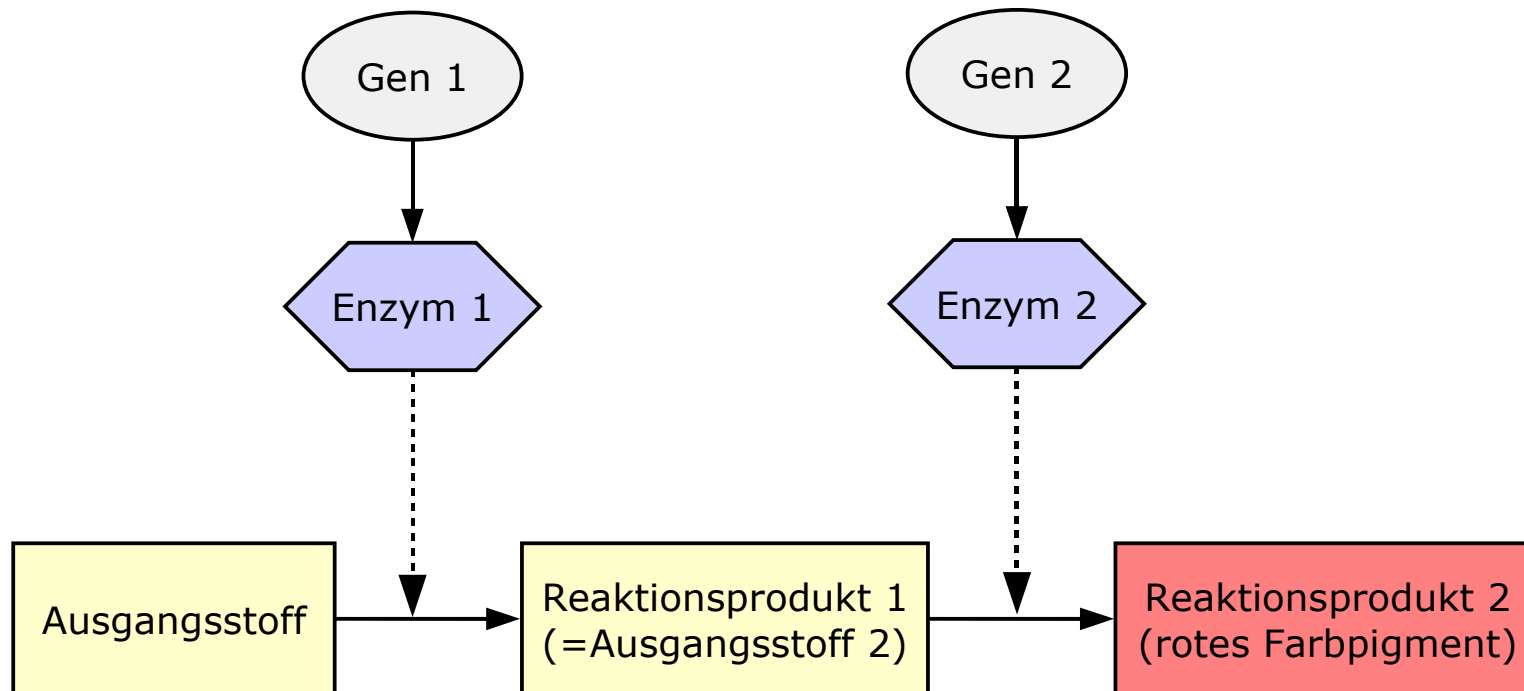 Gen 1
Gen 2
Enzym 1
Enzym 2
Ausgangsstoff
Reaktionsprodukt 1
(=Ausgangsstoff 2)
Reaktionsprodukt 2
(rotes Farbpigment)